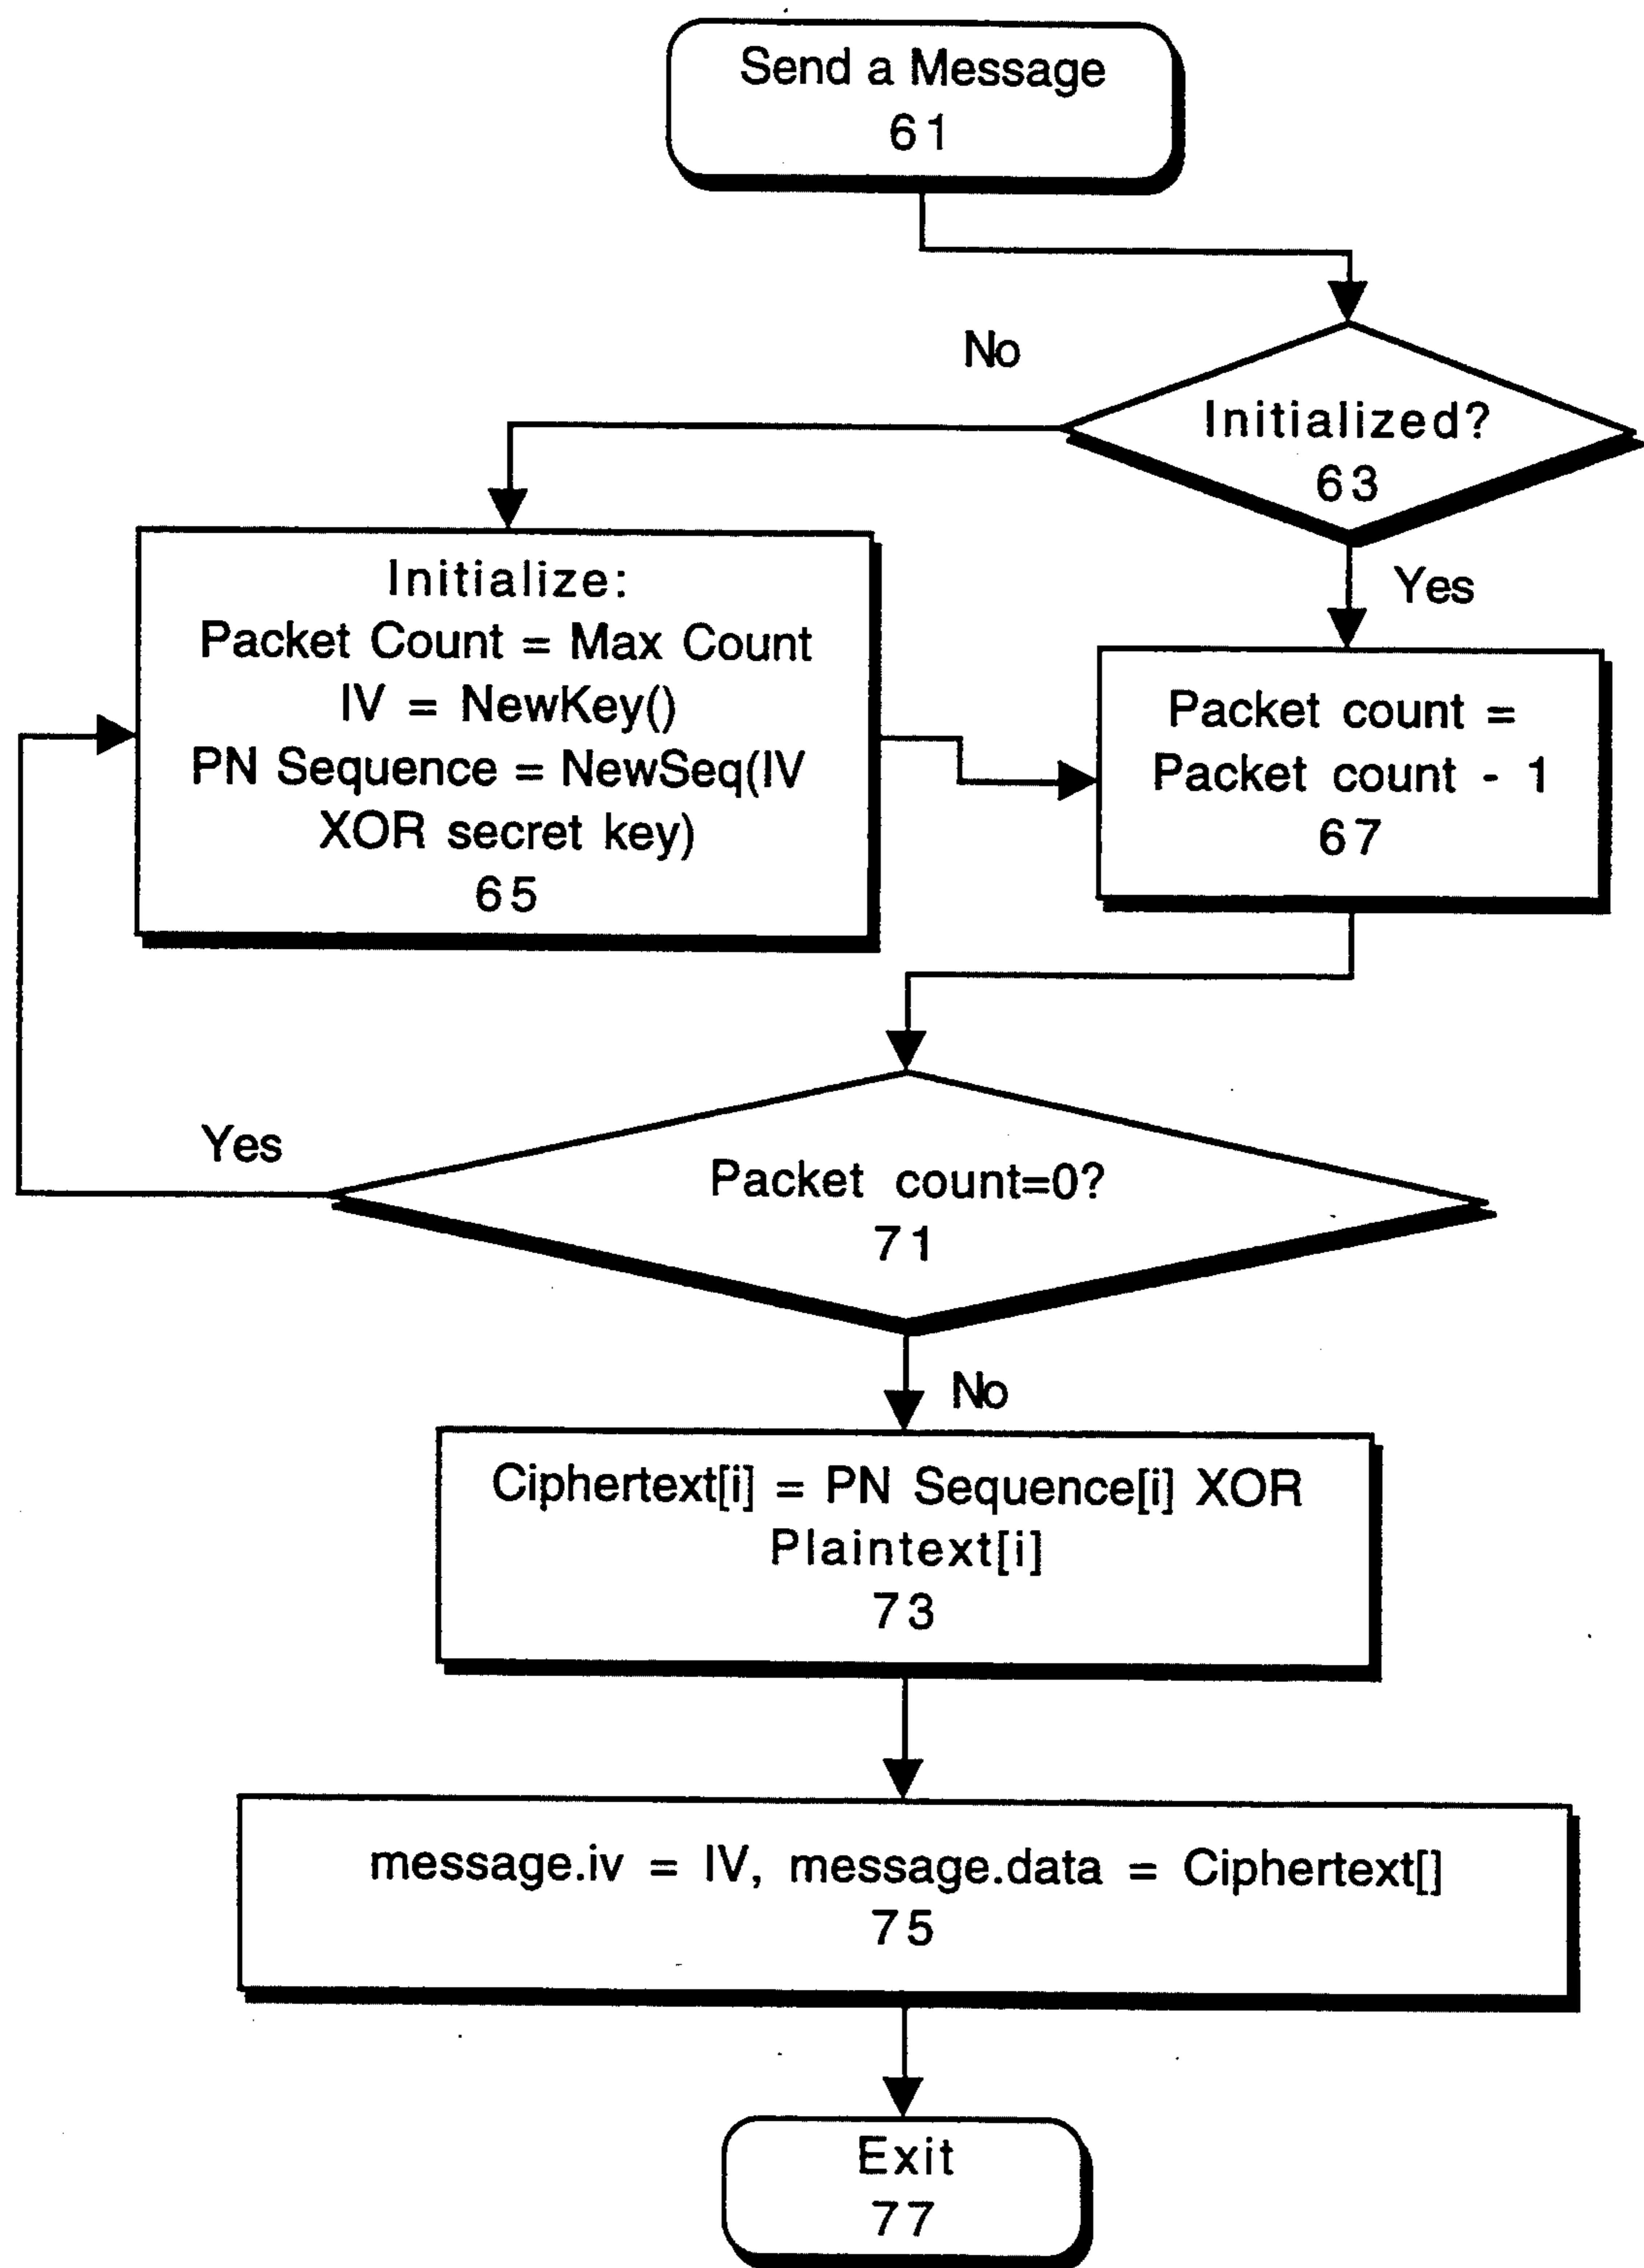 Send a Message
61
No
Initialized?
63
Yes
Initialize:
Packet Count = Max Count
IV = NewKey()
PN Sequence = NewSeq(IV
XOR secret key)
65
Packet count =
Packet count - 1
67
Yes
Packet count=0?
71
No
Ciphertext[i] = PN Sequence[i] XOR
Plaintext[i]
73
message.iv = IV, message.data = Ciphertext[]
75
Exit
77